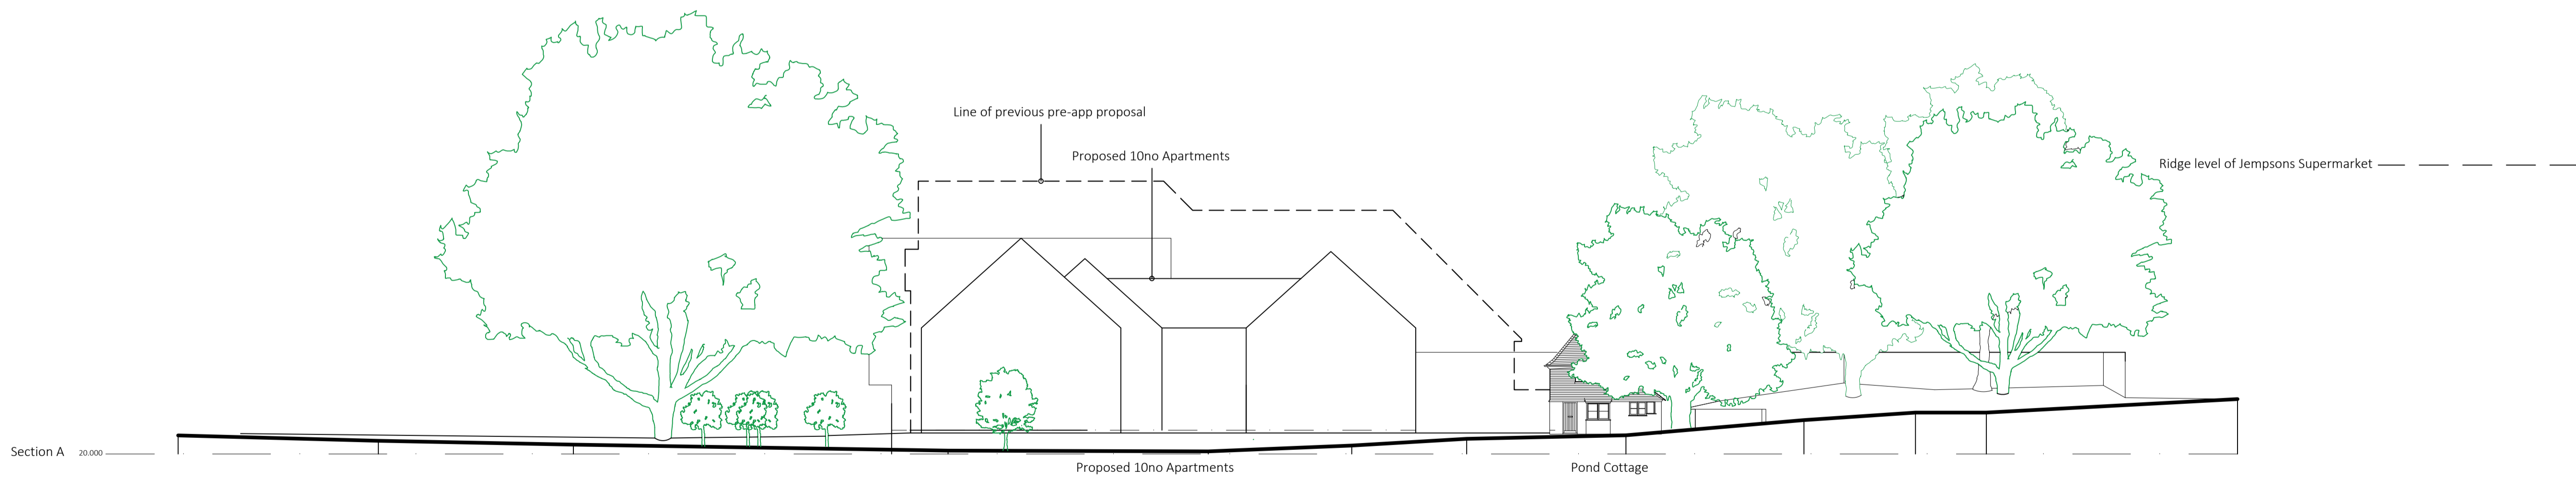 Line of previous pre-app proposal
Proposed 10no Apartments
Ridge level of Jempsons Supermarket
Section A
20.000
Proposed 10no Apartments
Pond Cottage